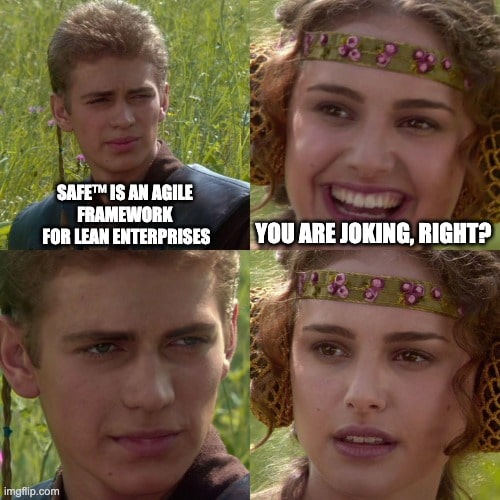 SAFE™ IS AN AGILE
FRAMEWORK
FOR LEAN ENTERPRISES
YOU ARE JOKING, RIGHT?
imgflip.com